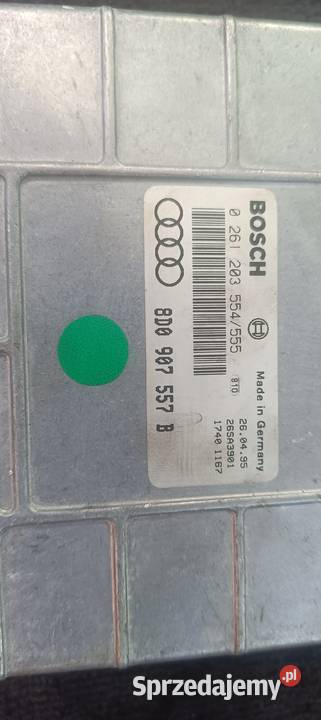 BOSCH
Made in Germany
0 261 203 554/555
BTO
26.04.95
265A3901
1740 1167
8D0 907 557 B
Sprzedajemy.pl